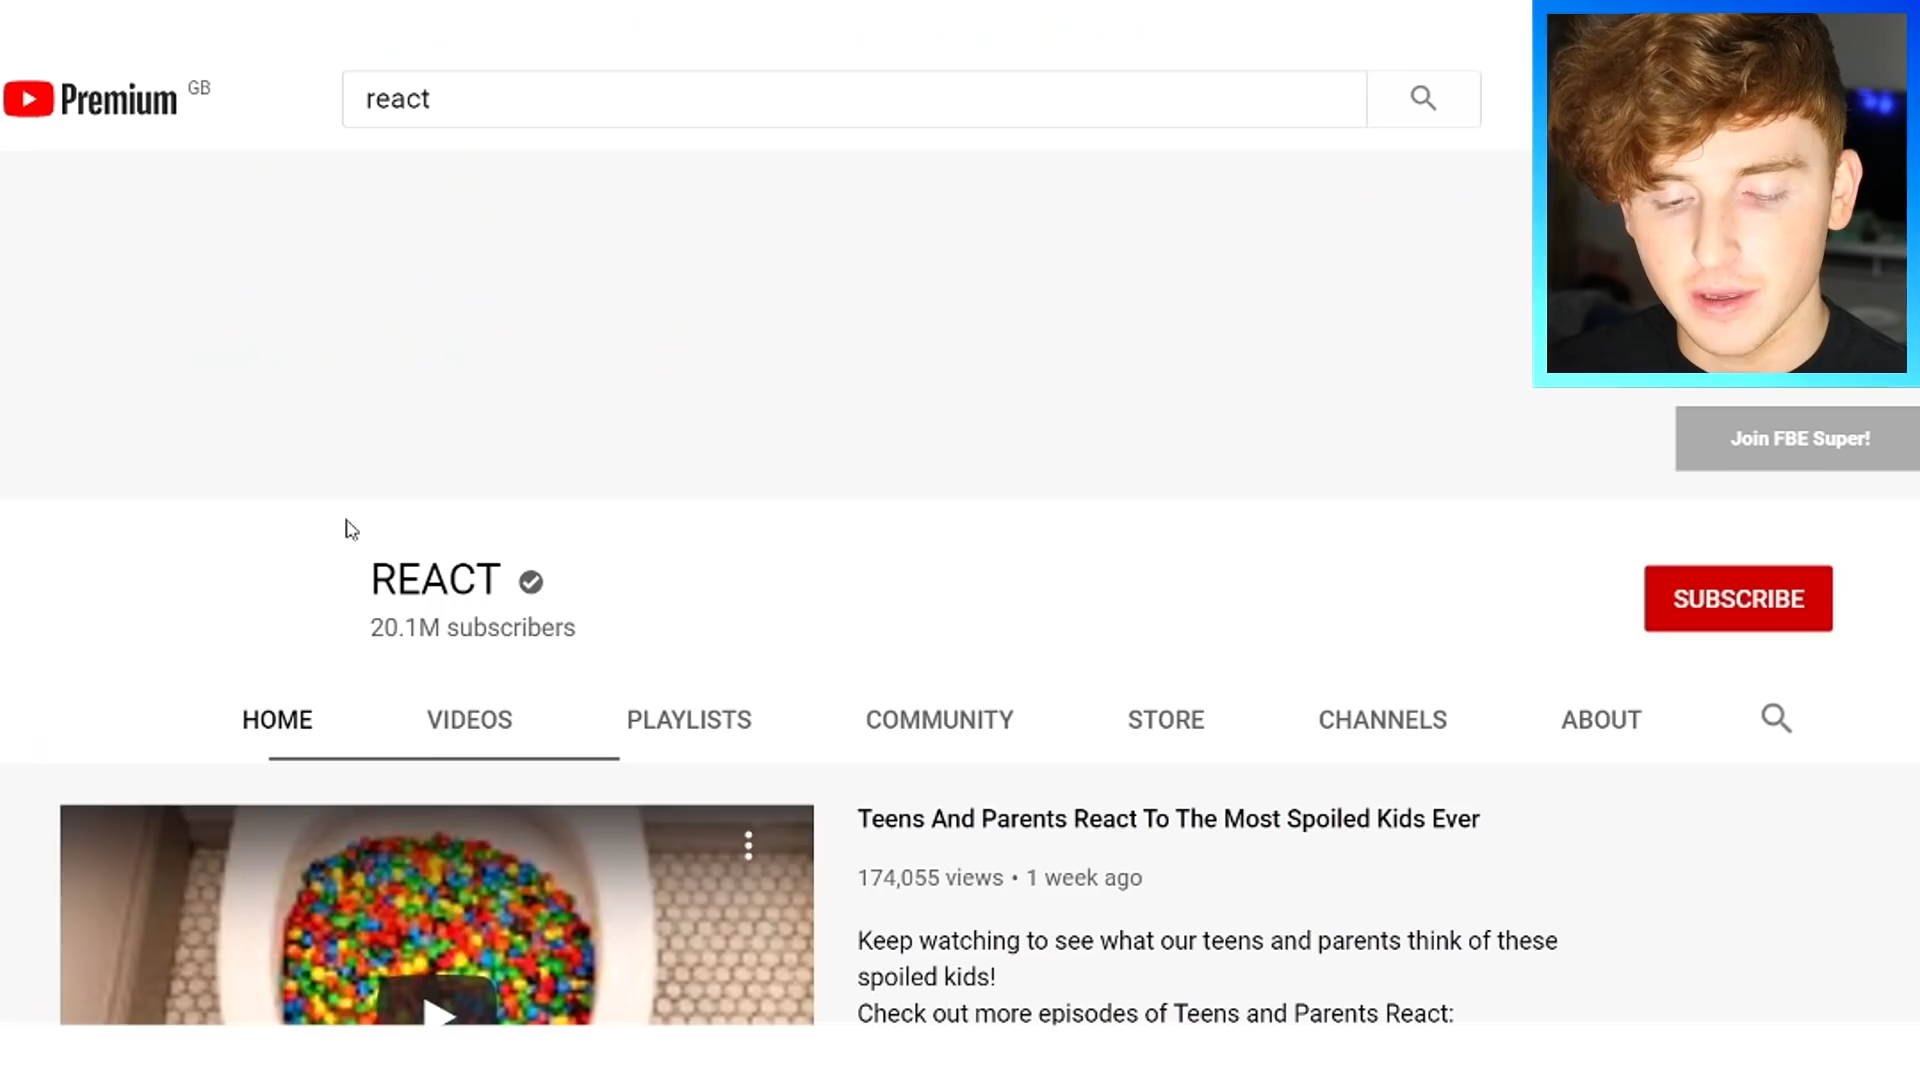 Premium GB
react
Join FBE Super!
REACT
20.1M subscribers
SUBSCRIBE
HOME VIDEOS PLAYLISTS COMMUNITY STORE CHANNELS ABOUT
Teens And Parents React To The Most Spoiled Kids Ever
174,055 views • 1 week ago
Keep watching to see what our teens and parents think of these
spoiled kids!
Check out more episodes of Teens and Parents React: